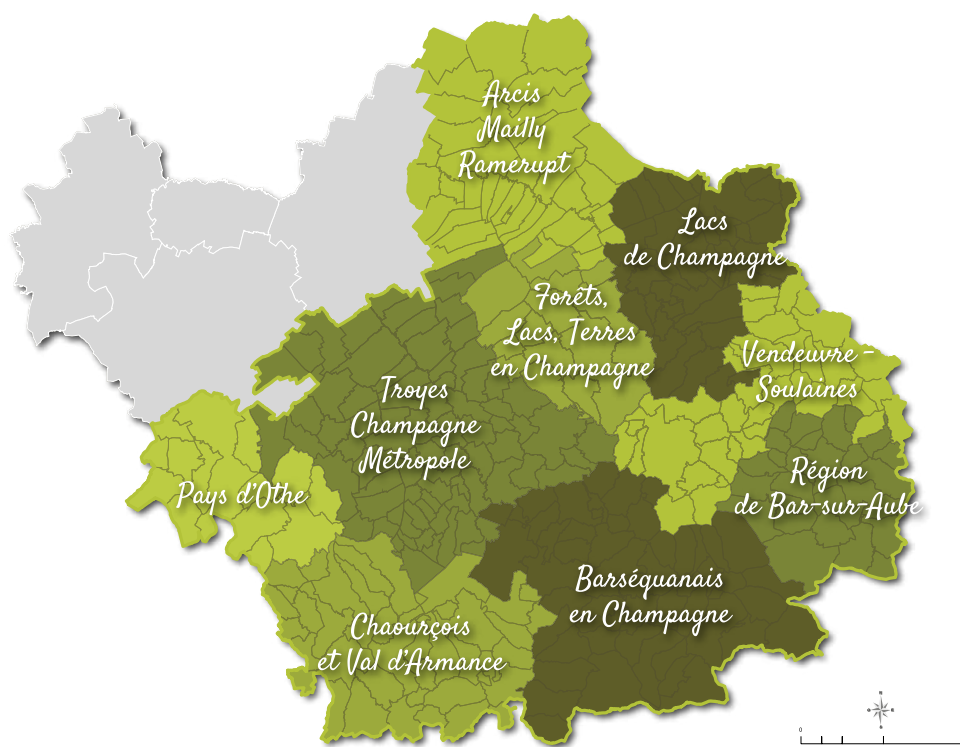 Arcis
Mailly
Ramerupt
Lacs
de Champagne
Forêts,
Lacs, Terres
en Champagne
Vendeuvre -
Soulaines
Troyes
Champagne
Métropole
Région
de Bar-sur-Aube
Pays d'Othe
Barséquanais
en Champagne
Chaourçois
et Val d'Armance
0